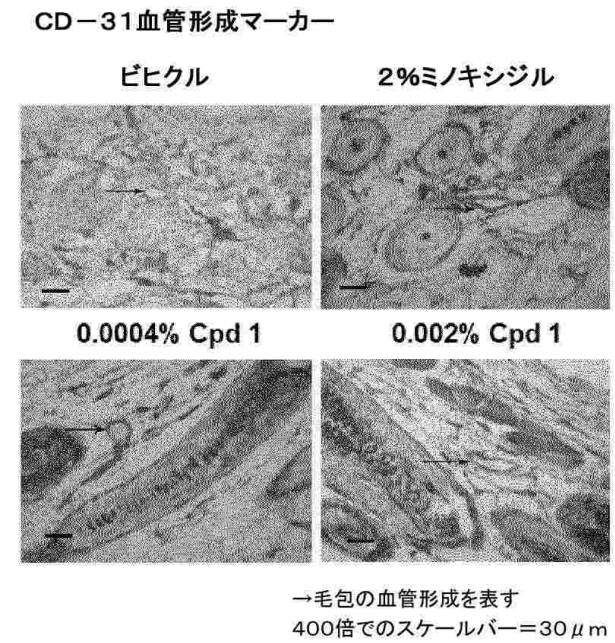 CD－31血管形成マーカー
ビヒクル
2%ミノキシジル
0.0004% Cpd 1
0.002% Cpd 1
→毛包の血管形成を表す
400倍でのスケールバー＝30μm